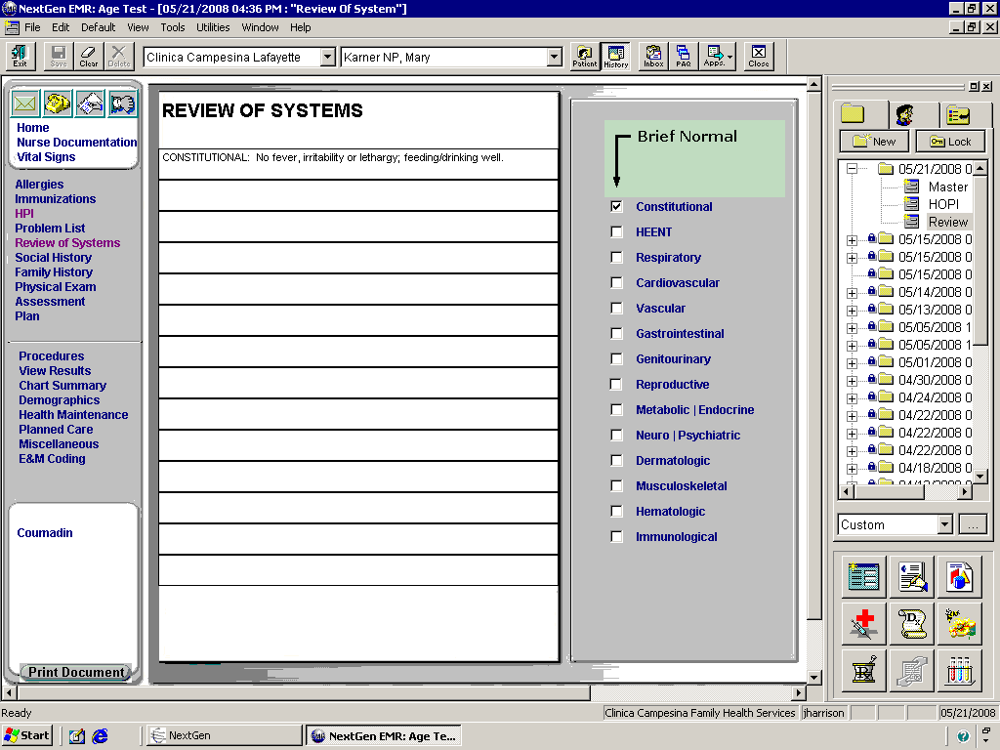 NextGen EMR: Age Test - [05/21/2008 04:36 PM : "Review Of System"]
File Edit Default View Tools Utilities Window Help
Exit Save Clear Delete Clinica Campesina Lafayette Karner NP, Mary Patient History Inbox PAQ Apps. Close
Home
Nurse Documentation
Vital Signs
Allergies
Immunizations
HPI
Problem List
Review of Systems
Social History
Family History
Physical Exam
Assessment
Plan
Procedures
View Results
Chart Summary
Demographics
Health Maintenance
Planned Care
Miscellaneous
E&M Coding
Coumadin
Print Document
REVIEW OF SYSTEMS
CONSTITUTIONAL: No fever, irritability or lethargy; feeding/drinking well.
Brief Normal
Constitutional
HEENT
Respiratory
Cardiovascular
Vascular
Gastrointestinal
Genitourinary
Reproductive
Metabolic | Endocrine
Neuro | Psychiatric
Dermatologic
Musculoskeletal
Hematologic
Immunological
New Lock
05/21/2008 0
Master
HOPI
Review
05/15/2008 0
05/15/2008 0
05/15/2008 0
05/14/2008 0
05/13/2008 0
05/05/2008 1
05/05/2008 1
05/01/2008 0
04/30/2008 0
04/24/2008 0
04/22/2008 0
04/22/2008 0
04/22/2008 0
04/18/2008 0
Custom ...
Ready Clinica Campesina Family Health Services jharrison 05/21/2008
Start NextGen NextGen EMR: Age Te...